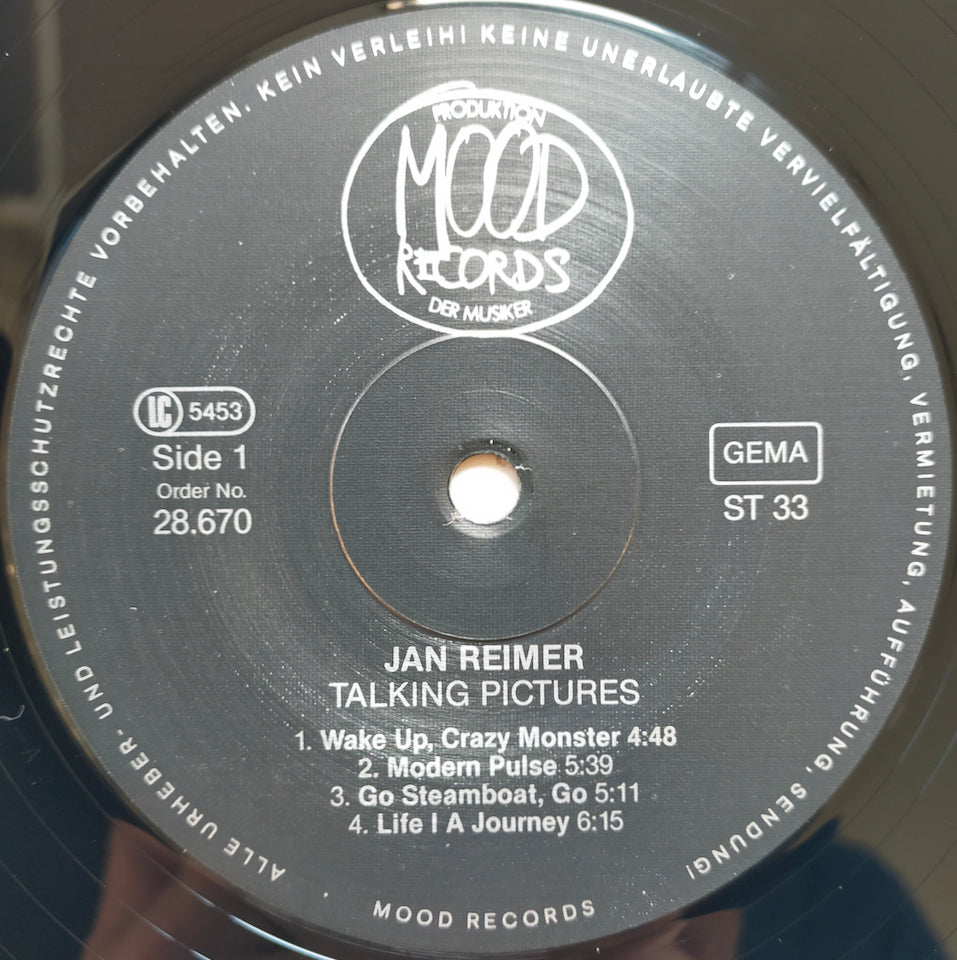 ALLE URHEBER- UND LEISTUNGSSCHUTZRECHTE VORBEHALTEN. KEIN VERLEIH! KEINE UNERLAUBTE VERVIELFÄLTIGUNG, VERMIETUNG, AUFFÜHRUNG, SENDUNG!
PRODUKTION
MOOD
RECORDS
DER MUSIKER
LC 5453
Side 1
Order No.
28.670
GEMA
ST 33
JAN REIMER
TALKING PICTURES
1. Wake Up, Crazy Monster 4:48
2. Modern Pulse 5:39
3. Go Steamboat, Go 5:11
4. Life I A Journey 6:15
MOOD RECORDS